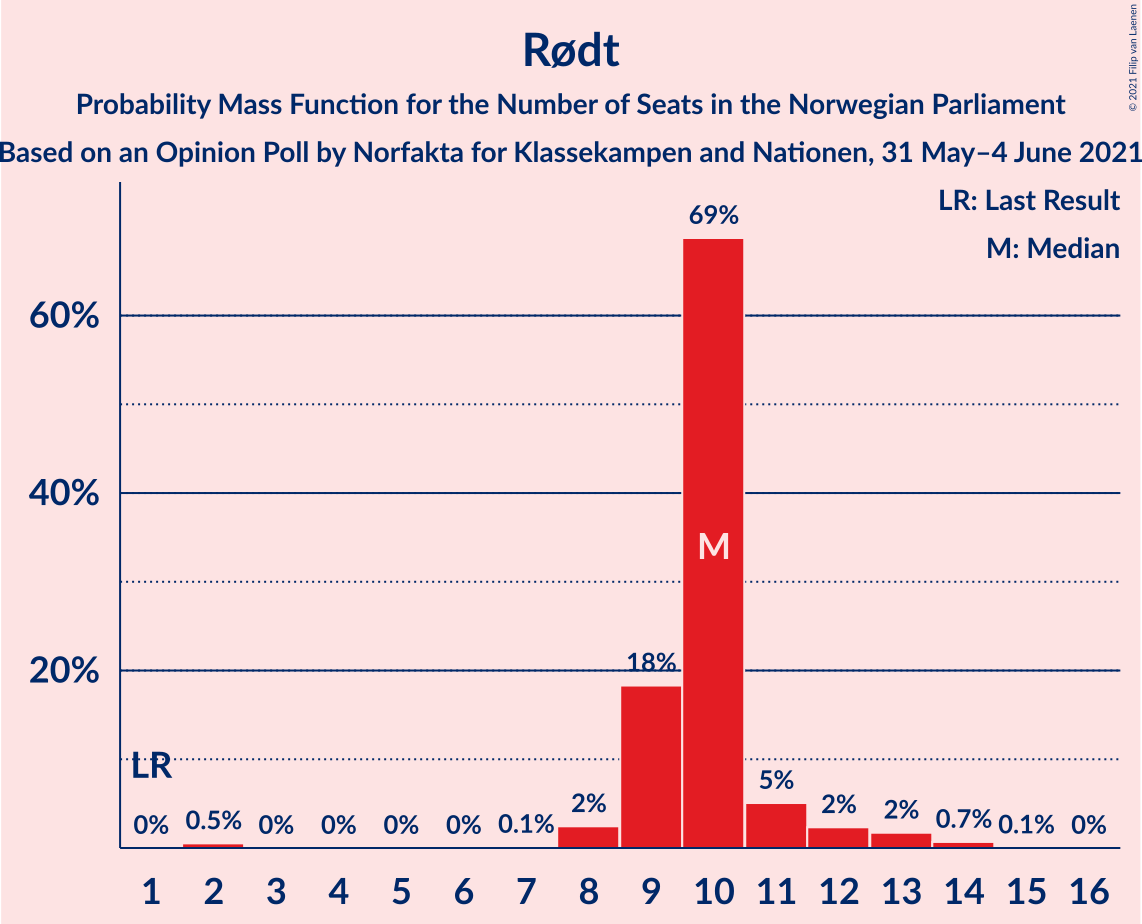 Rødt
Probability Mass Function for the Number of Seats in the Norwegian Parliament
Based on an Opinion Poll by Norfakta for Klassekampen and Nationen, 31 May–4 June 2021
© 2021 Filip van Laenen
LR: Last Result
M: Median
69%
60%
40%
M
20%
18%
LR
0% 0.5% 0% 0% 0% 0% 0.1% 2% 5% 2% 2% 0.7% 0.1% 0%
1 2 3 4 5 6 7 8 9 10 11 12 13 14 15 16